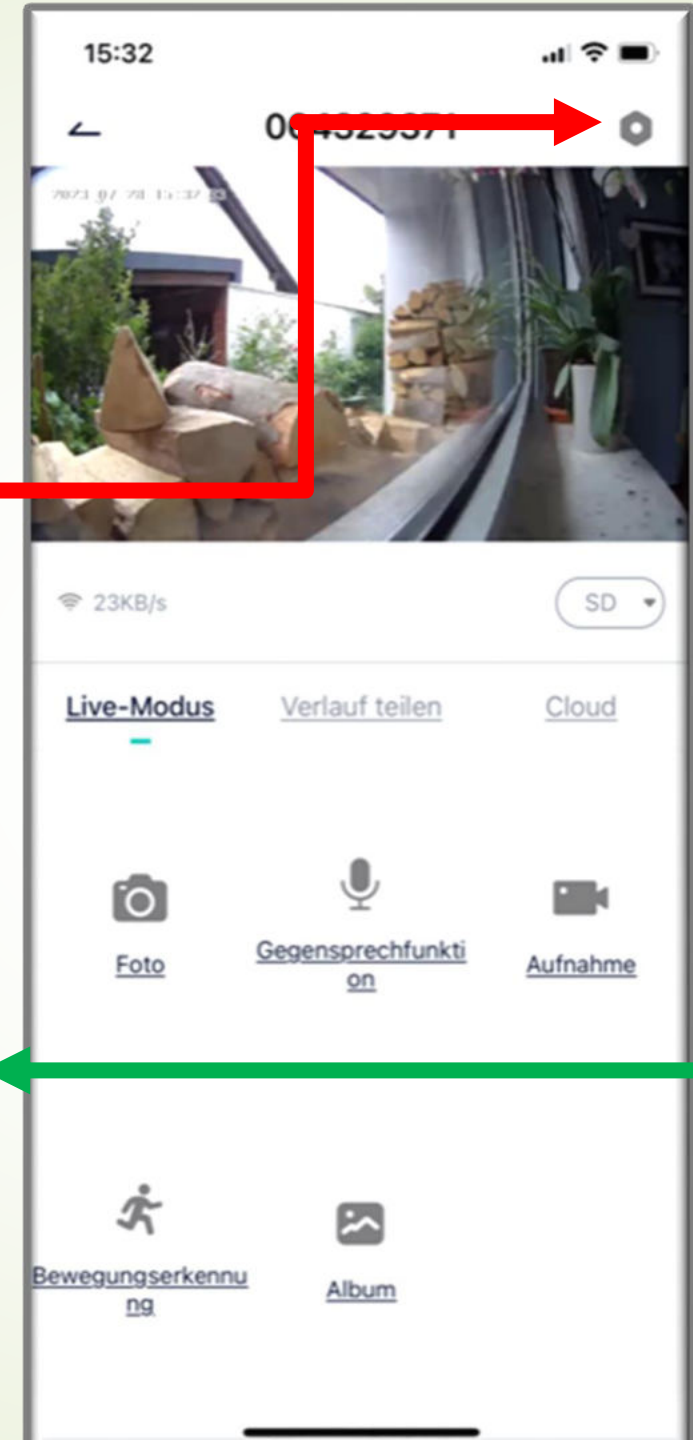 15:32
23KB/s
SD
Live-Modus
Verlauf teilen
Cloud
Foto
Gegensprechfunkti
on
Aufnahme
Bewegungserkennu
ng
Album